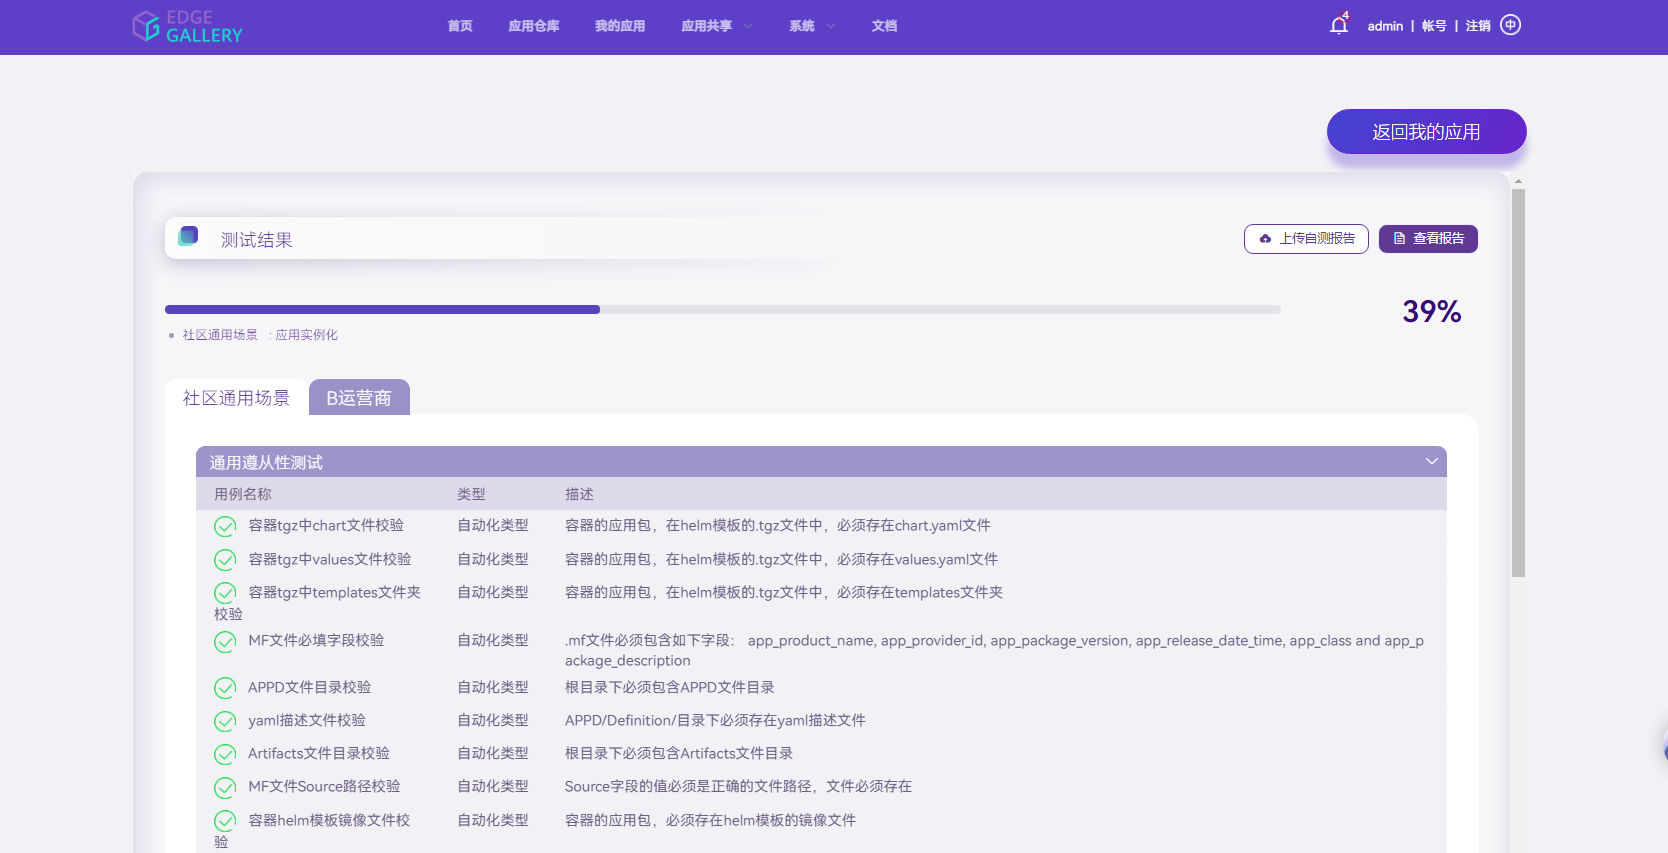 EDGE
GALLERY
首页 应用仓库 我的应用 应用共享 系统 文档
4
admin | 帐号 | 注销 中
返回我的应用
测试结果
上传自测报告 查看报告
39%
社区通用场景 : 应用实例化
社区通用场景 B运营商
通用遵从性测试
用例名称 类型 描述
容器tgz中chart文件校验 自动化类型 容器的应用包，在helm模板的.tgz文件中，必须存在chart.yaml文件
容器tgz中values文件校验 自动化类型 容器的应用包，在helm模板的.tgz文件中，必须存在values.yaml文件
容器tgz中templates文件夹 自动化类型 容器的应用包，在helm模板的.tgz文件中，必须存在templates文件夹
校验
MF文件必填字段校验 自动化类型 .mf文件必须包含如下字段： app_product_name, app_provider_id, app_package_version, app_release_date_time, app_class and app_p
ackage_description
APPD文件目录校验 自动化类型 根目录下必须包含APPD文件目录
yaml描述文件校验 自动化类型 APPD/Definition/目录下必须存在yaml描述文件
Artifacts文件目录校验 自动化类型 根目录下必须包含Artifacts文件目录
MF文件Source路径校验 自动化类型 Source字段的值必须是正确的文件路径，文件必须存在
容器helm模板镜像文件校 自动化类型 容器的应用包，必须存在helm模板的镜像文件
验